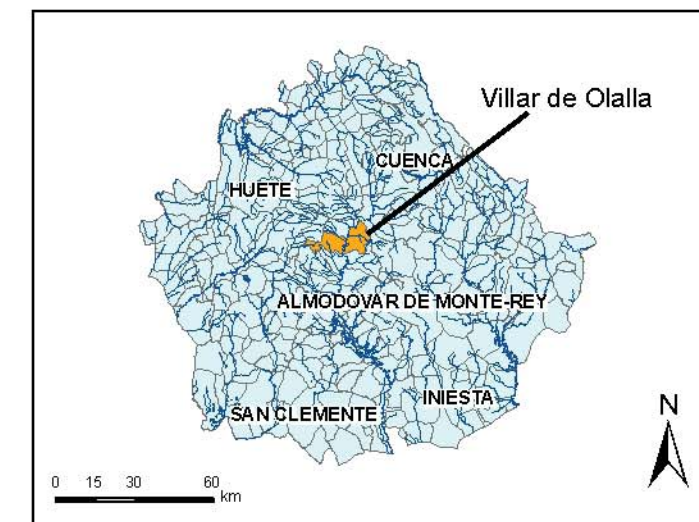 Villar de Olalla
CUENCA
HUETE
ALMODOVAR DE MONTE-REY
INIESTA
SAN CLEMENTE
N
0 15 30 60
km